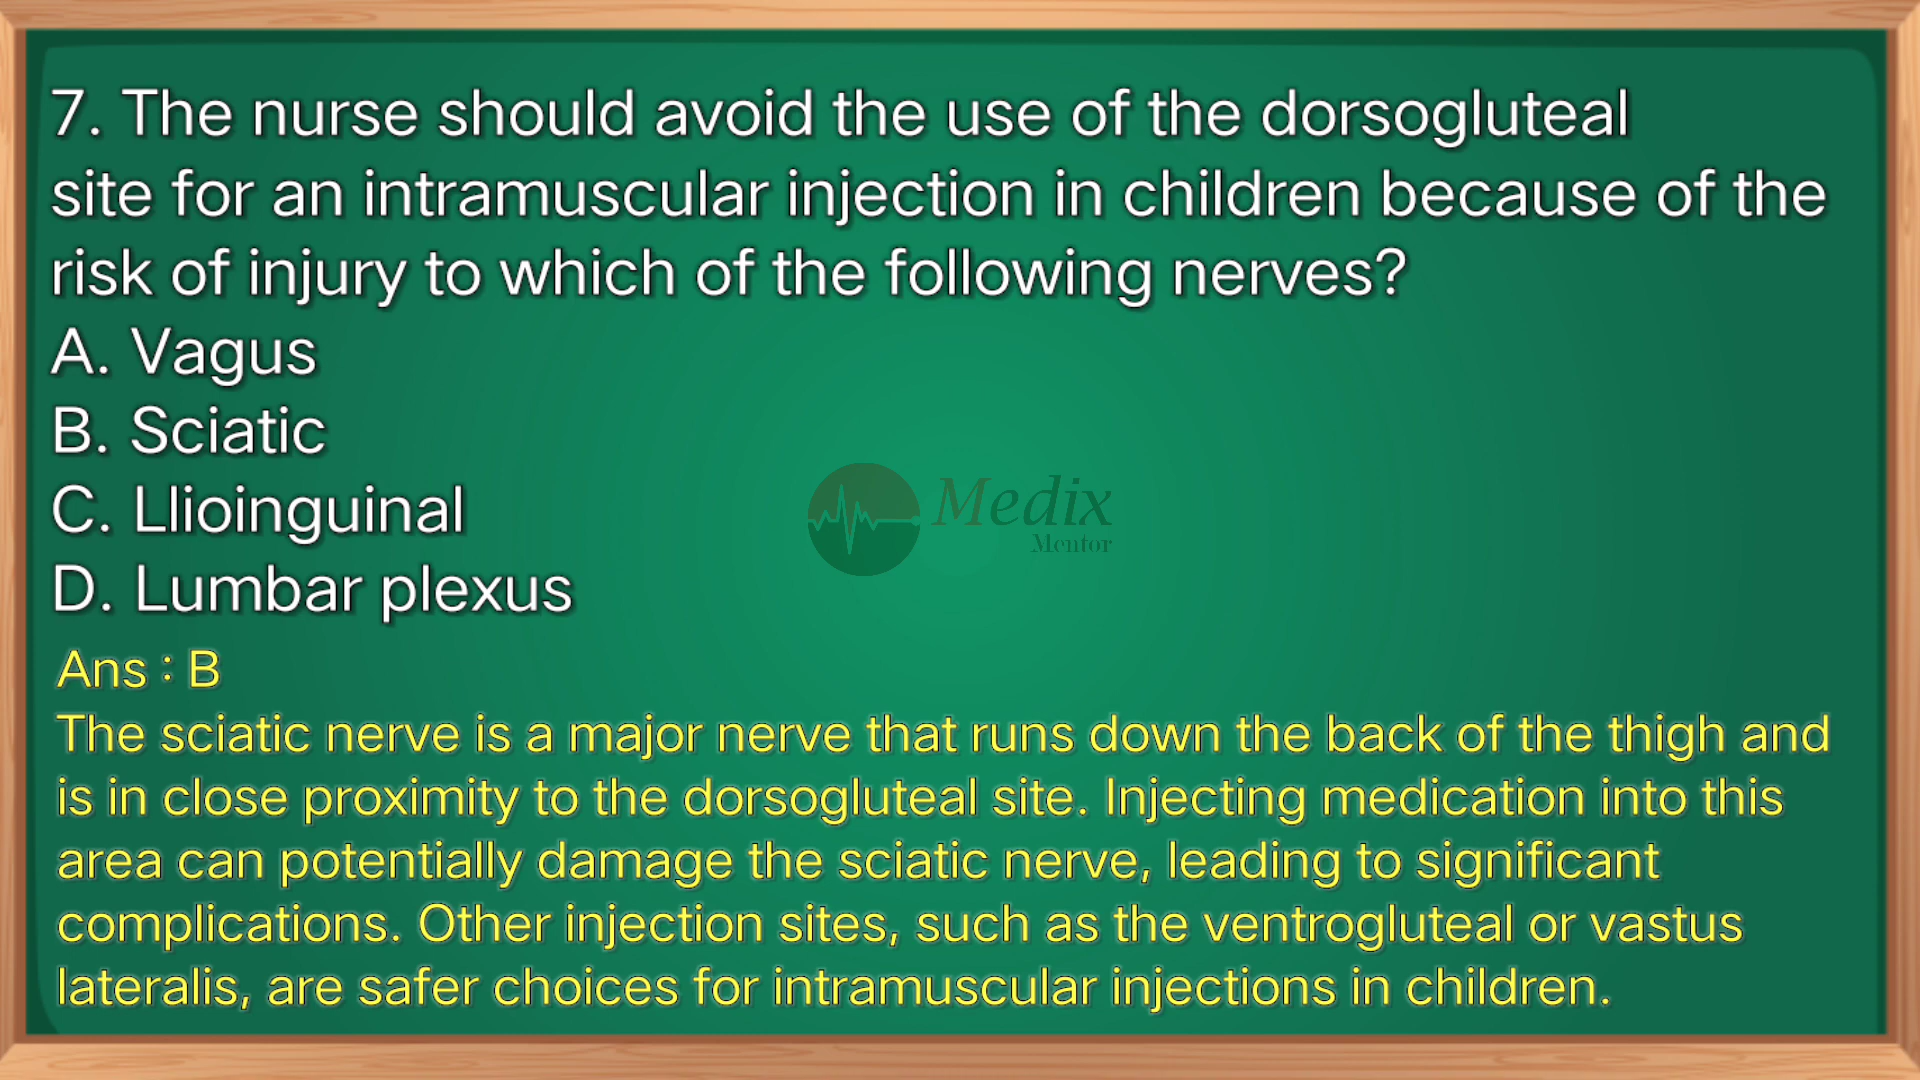 7. The nurse should avoid the use of the dorsogluteal
site for an intramuscular injection in children because of the
risk of injury to which of the following nerves?
A. Vagus
B. Sciatic
C. Llioinguinal
D. Lumbar plexus
Medix
Mentor
Ans : B
The sciatic nerve is a major nerve that runs down the back of the thigh and
is in close proximity to the dorsogluteal site. Injecting medication into this
area can potentially damage the sciatic nerve, leading to significant
complications. Other injection sites, such as the ventrogluteal or vastus
lateralis, are safer choices for intramuscular injections in children.